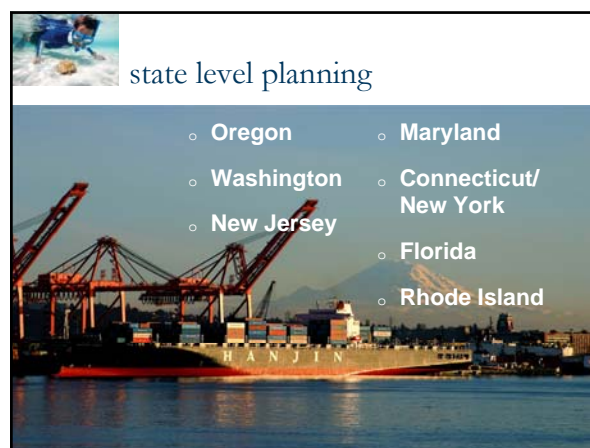 state level planning
Oregon
Washington
New Jersey
Maryland
Connecticut/
New York
Florida
Rhode Island
HANJIN